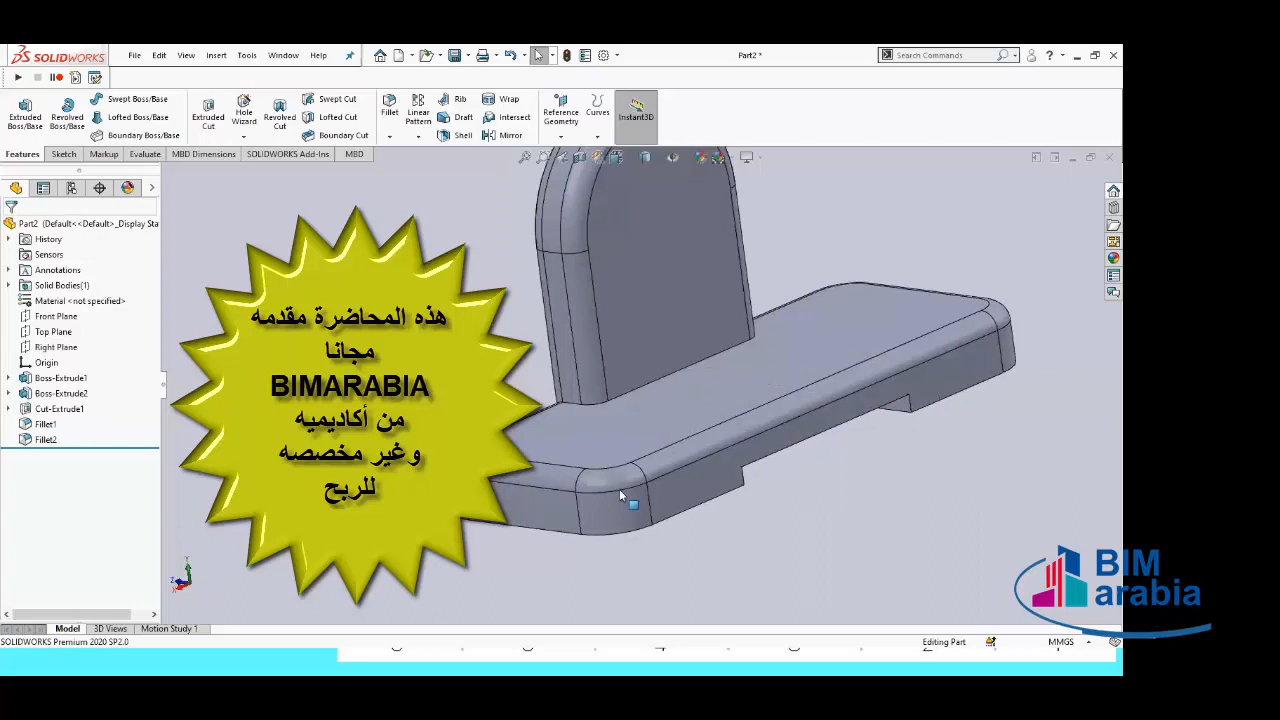 SOLIDWORKS
File Edit View Insert Tools Window Help
Part2 *
Search Commands
Extruded Boss/Base
Revolved Boss/Base
Swept Boss/Base
Lofted Boss/Base
Boundary Boss/Base
Extruded Cut
Hole Wizard
Revolved Cut
Swept Cut
Lofted Cut
Boundary Cut
Fillet
Linear Pattern
Rib
Draft
Shell
Wrap
Intersect
Mirror
Reference Geometry
Curves
Instant3D
Features Sketch Markup Evaluate MBD Dimensions SOLIDWORKS Add-Ins MBD
Part2 (Default<<Default>_Display Sta
History
Sensors
Annotations
Solid Bodies(1)
Material <not specified>
Front Plane
Top Plane
Right Plane
Origin
Boss-Extrude1
Boss-Extrude2
Cut-Extrude1
Fillet1
Fillet2
هذه المحاضرة مقدمه
مجانا
BIMARABIA
من أكاديميه
وغير مخصصه
للربح
BIM
arabia
Model 3D Views Motion Study 1
SOLIDWORKS Premium 2020 SP2.0
Editing Part
MMGS